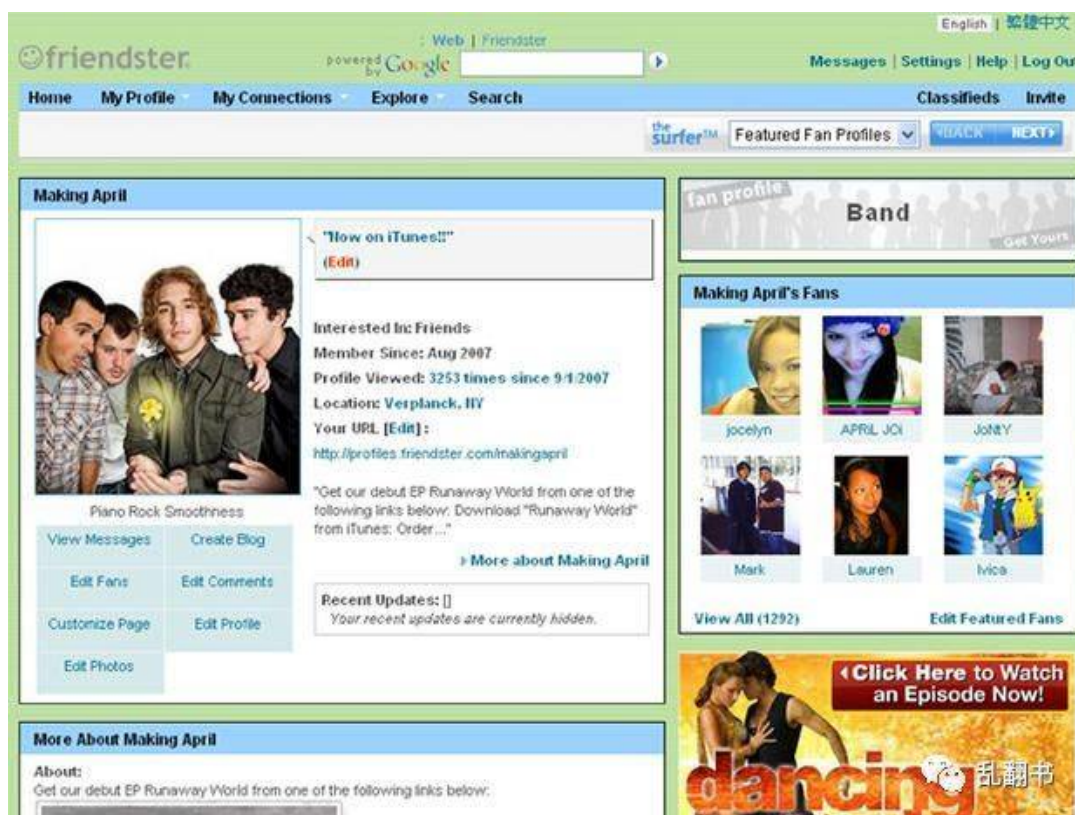 English | 繁體中文
: Web | Friendster
friendster
powered by Google
Messages | Settings | Help | Log Out
Home My Profile My Connections Explore Search Classifieds Invite
the surfer™ Featured Fan Profiles BACK NEXT
Making April
"Now on iTunes!!"
(Edit)
Interested In: Friends
Member Since: Aug 2007
Profile Viewed: 3253 times since 9/1/2007
Location: Verplanck, NY
Your URL [Edit] :
http://profiles.friendster.com/makingapril
"Get our debut EP Runaway World from one of the
following links below: Download "Runaway World"
from iTunes: Order..."
» More about Making April
Recent Updates: []
Your recent updates are currently hidden.
Piano Rock Smoothness
View Messages Create Blog
Edit Fans Edit Comments
Customize Page Edit Profile
Edit Photos
More About Making April
About:
Get our debut EP Runaway World from one of the following links below:
fan profile
Band
Get Yours
Making April's Fans
jocelyn APRiL JOi JoNtY
Mark Lauren Ivica
View All (1292) Edit Featured Fans
Click Here to Watch
an Episode Now!
dancing
乱翻书